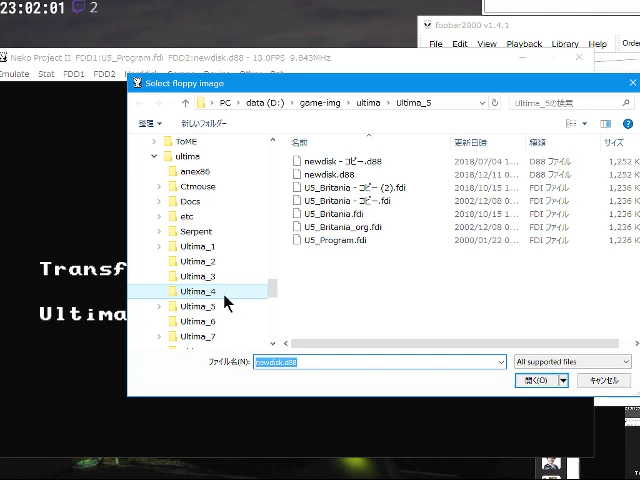 23:02:01 2
foobar2000 v1.4.1
File Edit View Playback Library Help Order
Neko Project II FDD1:U5_Program.fdi FDD2:newdisk.d88 - 13.0FPS 9.843MHz
Emulate Stat FDD1 FDD2
Select floppy image
PC > data (D:) > game-img > ultima > Ultima_5
Ultima_5の検索
整理 新しいフォルダー
ToME
ultima
anex86
Ctmouse
Docs
etc
Serpent
Ultima_1
Ultima_2
Ultima_3
Ultima_4
Ultima_5
Ultima_6
Ultima_7
名前 更新日時 種類 サイズ
newdisk - コピー.d88 2018/07/04 1... D88 ファイル 1,252 K
newdisk.d88 2018/12/11 0... D88 ファイル 1,252 K
U5_Britania - コピー (2).fdi 2018/10/15 1... FDI ファイル 1,236 K
U5_Britania - コピー.fdi 2002/12/08 0... FDI ファイル 1,236 K
U5_Britania.fdi 2018/10/15 1... FDI ファイル 1,236 K
U5_Britania_org.fdi 2002/12/08 0... FDI ファイル 1,236 K
U5_Program.fdi 2000/01/22 0... FDI ファイル 1,236 K
Transf
Ultima
ファイル名(N): newdisk.d88 All supported files
開く(O) キャンセル